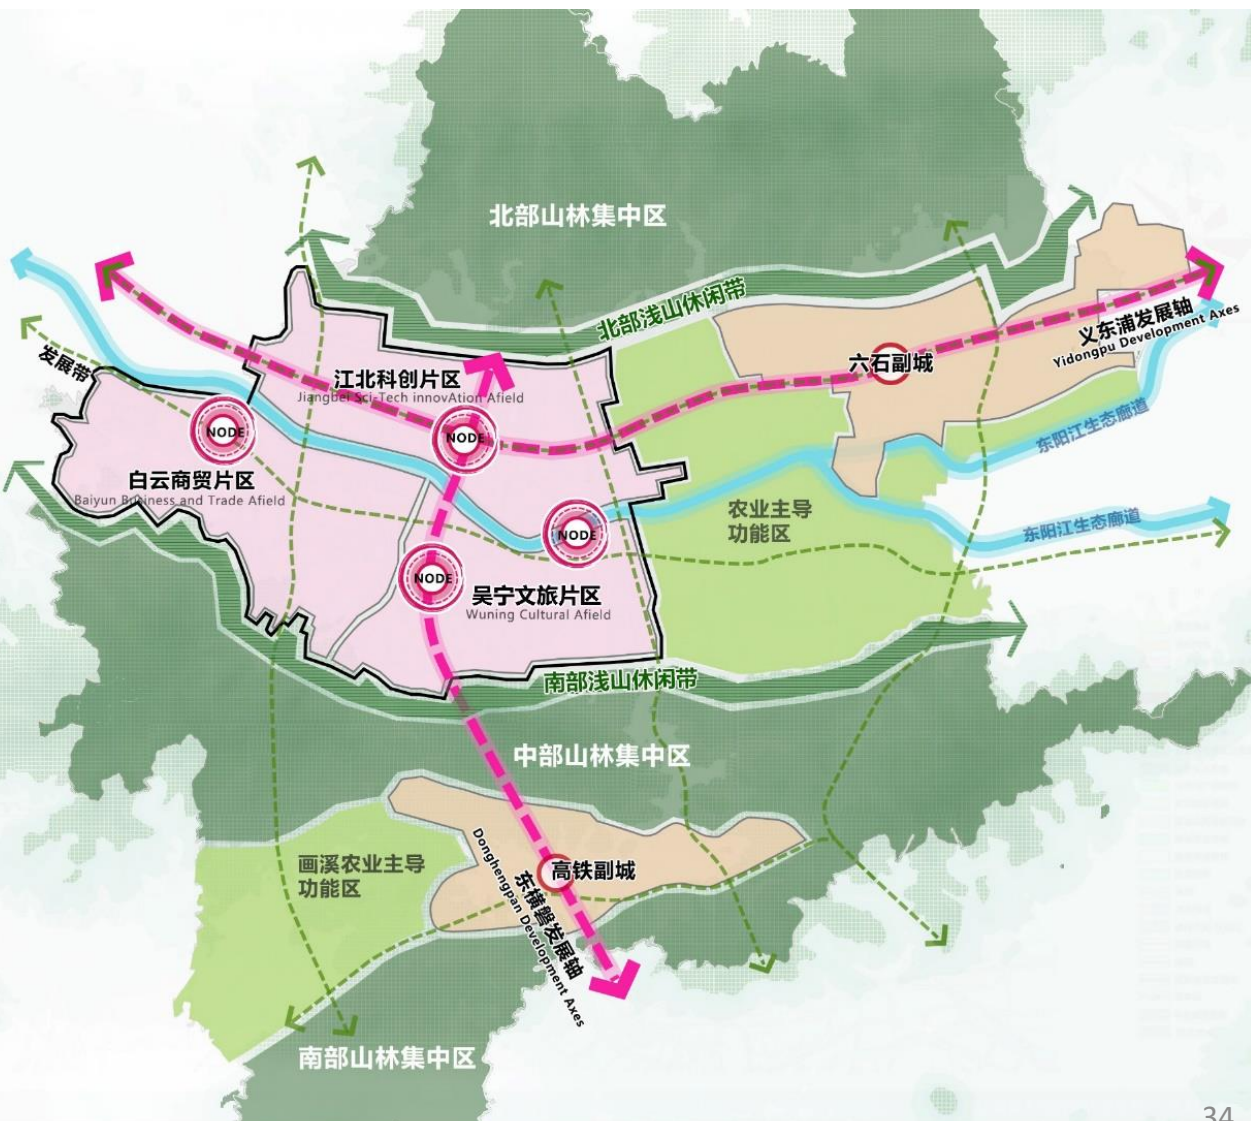 北部山林集中区
北部浅山休闲带
义东浦发展轴
Yidongpu Development Axes
发展带
江北科创片区
Jiangbei Sci-Tech innovAtion Afield
六石副城
NODE
NODE
白云商贸片区
Baiyun Business and Trade Afield
东阳江生态廊道
农业主导
功能区
东阳江生态廊道
NODE
NODE
吴宁文旅片区
Wuning Cultural Afield
南部浅山休闲带
中部山林集中区
画溪农业主导
功能区
高铁副城
东横磐发展轴
Donghengpan Development Axes
南部山林集中区
34